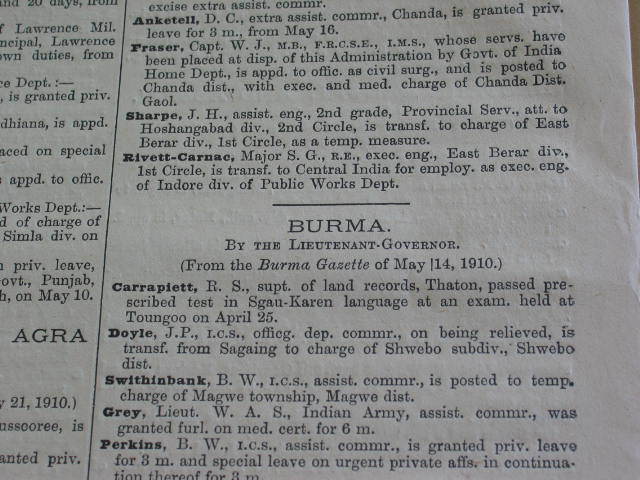 and 20 days, from
f Lawrence Mil.
ncipal, Lawrence
own duties, from
ce Dept.:—
, is granted priv.
dhiana, is appd.
aced on special
s appd. to offic.
Works Dept.:—
d of charge of
Simla div. on
n priv. leave,
ovt., Punjab,
h, on May 10.
AGRA
y 21, 1910.)
ussooree, is
anted priv.
excise extra assist. commr.
Anketell, D. C., extra assist. commr., Chanda, is granted priv.
leave for 3 m., from May 16.
Fraser, Capt. W. J., M.B., F.R.C.S.E., I.M.S., whose servs. have
been placed at disp. of this Administration by Govt. of India
Home Dept., is appd. to offic. as civil surg., and is posted to
Chanda dist., with exec. and med. charge of Chanda Dist.
Gaol.
Sharpe, J. H., assist. eng., 2nd grade, Provincial Serv., att. to
Hoshangabad div., 2nd Circle, is transf. to charge of East
Berar div., 1st Circle, as a temp. measure.
Rivett-Carnac, Major S. G., R.E., exec. eng., East Berar div.,
1st Circle, is transf. to Central India for employ. as exec. eng.
of Indore div. of Public Works Dept.
BURMA.
BY THE LIEUTENANT-GOVERNOR.
(From the Burma Gazette of May 14, 1910.)
Carrapiett, R. S., supt. of land records, Thaton, passed pre-
scribed test in Sgau-Karen language at an exam. held at
Toungoo on April 25.
Doyle, J.P., I.C.S., officg. dep. commr., on being relieved, is
transf. from Sagaing to charge of Shwebo subdiv., Shwebo
dist.
Swithinbank, B. W., I.C.S., assist. commr., is posted to temp.
charge of Magwe township, Magwe dist.
Grey, Lieut. W. A. S., Indian Army, assist. commr., was
granted furl. on med. cert. for 6 m.
Perkins, B. W., I.C.S., assist. commr., is granted priv. leave
for 3 m. and special leave on urgent private affs. in continua-
tion thereof for 3 m.